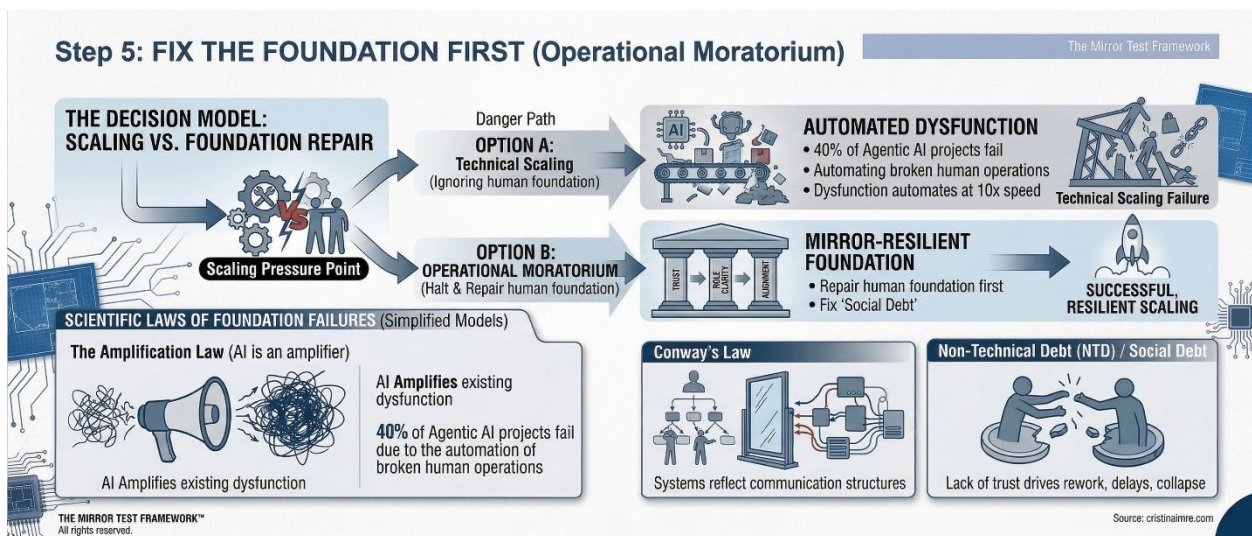 Step 5: FIX THE FOUNDATION FIRST (Operational Moratorium)
The Mirror Test Framework
THE DECISION MODEL:
SCALING VS. FOUNDATION REPAIR
VS
Scaling Pressure Point
Danger Path
OPTION A:
Technical Scaling
(Ignoring human foundation)
AI
AUTOMATED DYSFUNCTION
• 40% of Agentic AI projects fail
• Automating broken human operations
• Dysfunction automates at 10x speed
Technical Scaling Failure
OPTION B:
OPERATIONAL MORATORIUM
(Halt & Repair human foundation)
TRUST
ROLE
CLARITY
ALIGNMENT
MIRROR-RESILIENT
FOUNDATION
• Repair human foundation first
• Fix ‘Social Debt’
SUCCESSFUL,
RESILIENT SCALING
SCIENTIFIC LAWS OF FOUNDATION FAILURES (Simplified Models)
The Amplification Law (AI is an amplifier)
AI Amplifies existing dysfunction
AI Amplifies existing
dysfunction
40% of Agentic AI projects fail
due to the automation of
broken human operations
Conway's Law
Systems reflect communication structures
Non-Technical Debt (NTD) / Social Debt
Lack of trust drives rework, delays, collapse
THE MIRROR TEST FRAMEWORK™
All rights reserved.
Source: cristinaimre.com